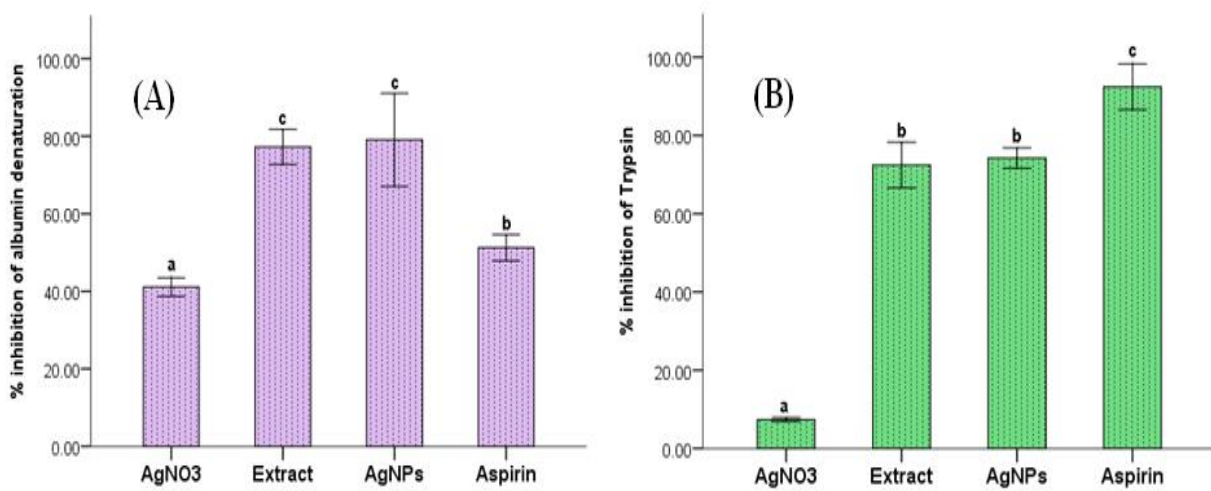 (A)
% inhibition of albumin denaturation
100.00
80.00
60.00
40.00
20.00
0.00
a
c
c
b
AgNO3 Extract AgNPs Aspirin
(B)
% inhibition of Trypsin
100.00
80.00
60.00
40.00
20.00
0.00
a
b
b
c
AgNO3 Extract AgNPs Aspirin